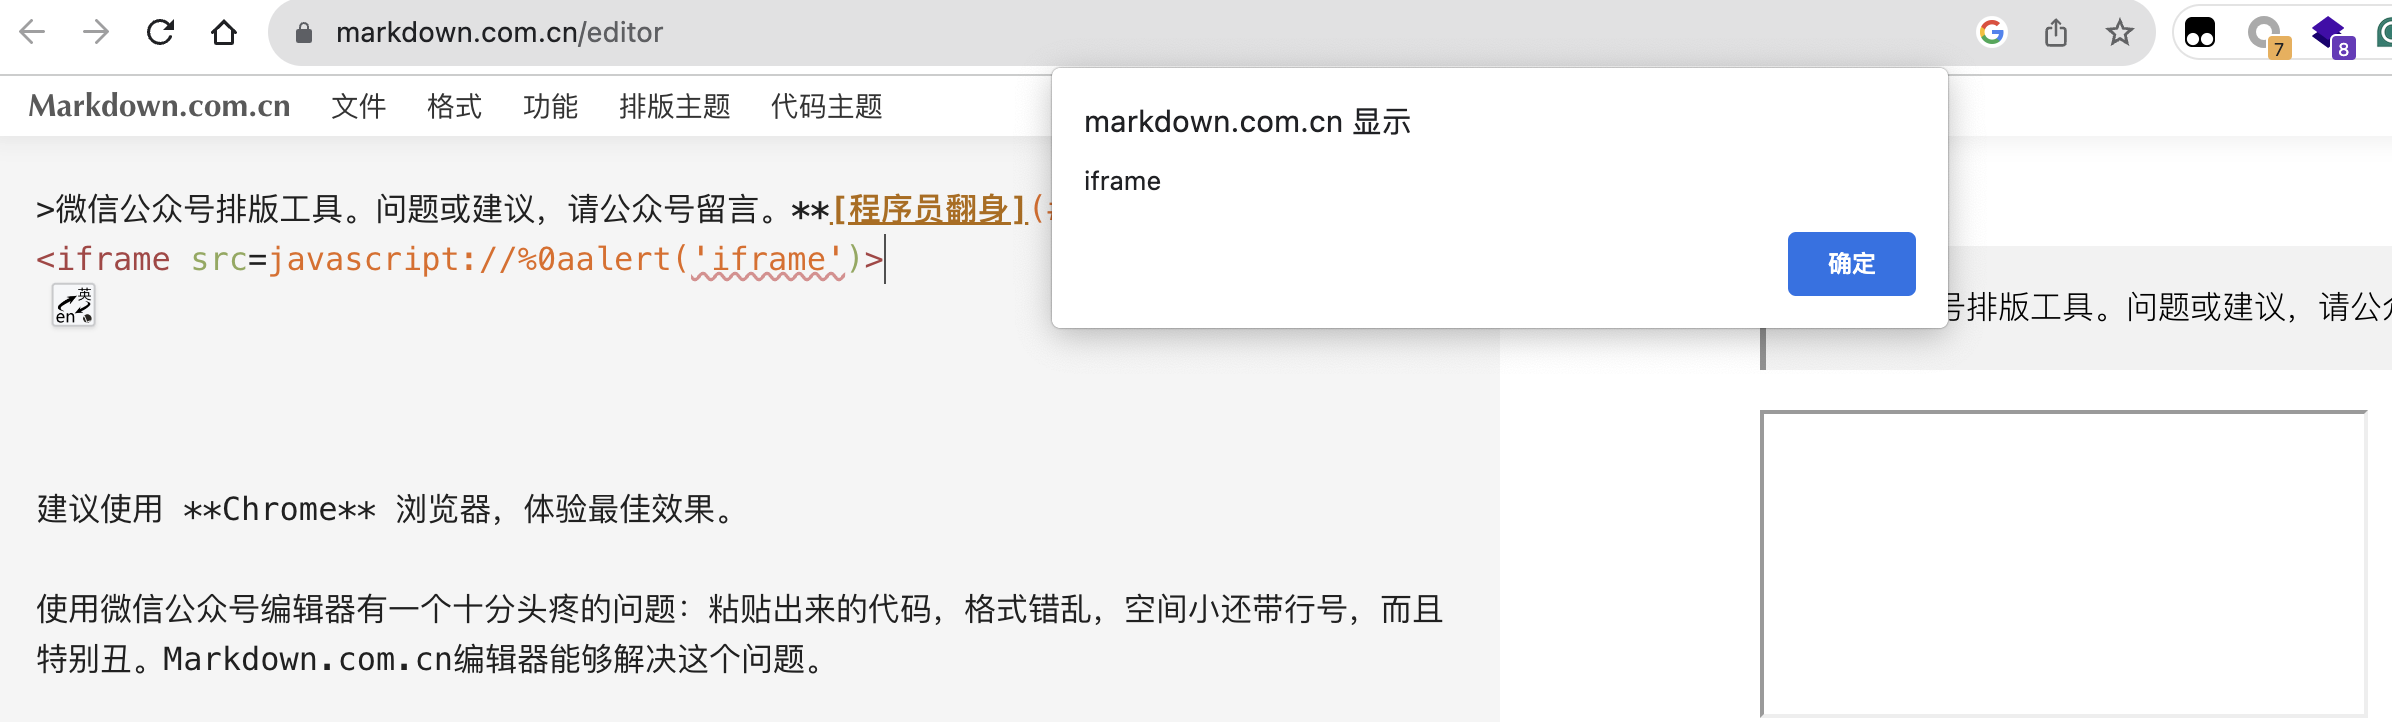 markdown.com.cn/editor
7
8
Markdown.com.cn 文件 格式 功能 排版主题 代码主题
markdown.com.cn 显示
iframe
确定
>微信公众号排版工具。问题或建议，请公众号留言。**[程序员翻身](
<iframe src=javascript://%0aalert('iframe')>
英
en
建议使用 **Chrome** 浏览器，体验最佳效果。
使用微信公众号编辑器有一个十分头疼的问题：粘贴出来的代码，格式错乱，空间小还带行号，而且
特别丑。Markdown.com.cn编辑器能够解决这个问题。
号排版工具。问题或建议，请公众